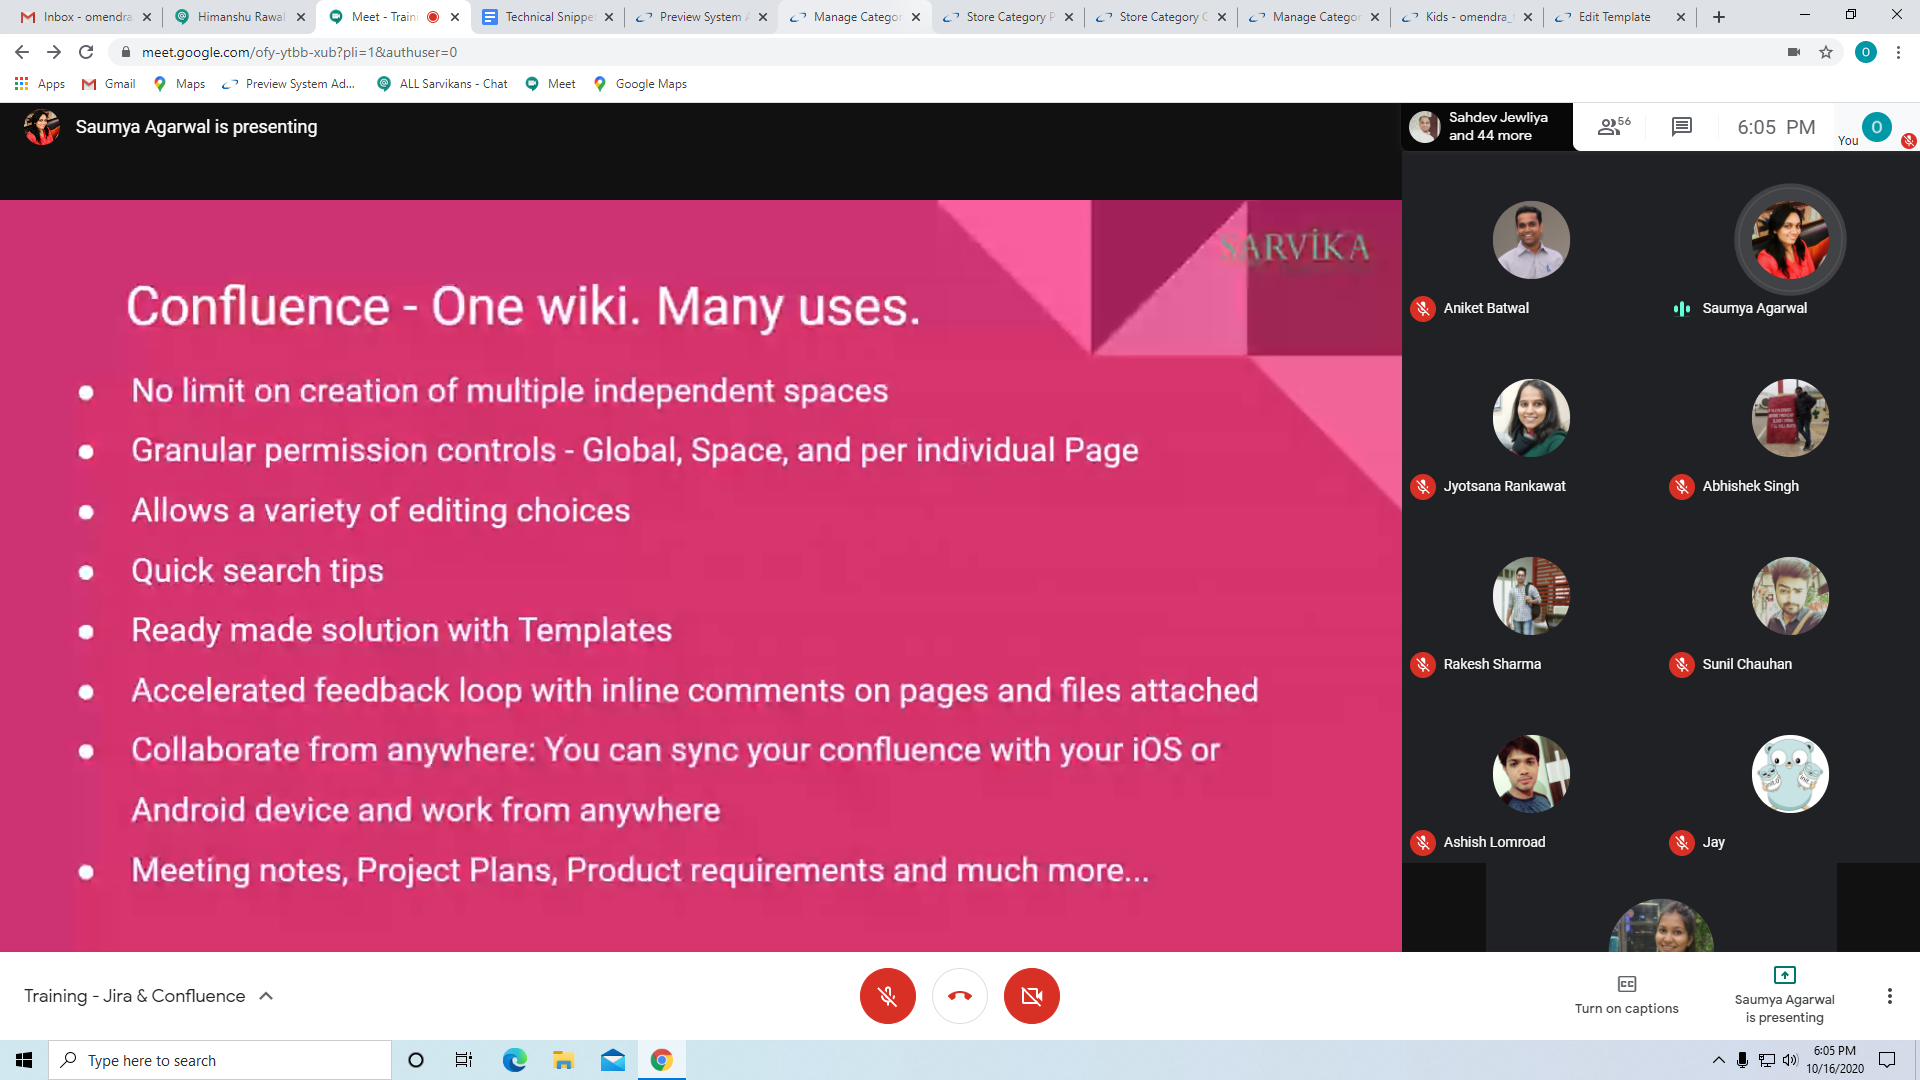 Inbox - omendra
Himanshu Rawal
Meet - Traini
Technical Snippe
Preview System A
Manage Categor
Store Category P
Store Category C
Manage Categor
Kids - omendra_
Edit Template
meet.google.com/ofy-ytbb-xub?pli=1&authuser=0
O
Apps
Gmail
Maps
Preview System Ad...
ALL Sarvikans - Chat
Meet
Google Maps
Saumya Agarwal is presenting
Sahdev Jewliya
and 44 more
56
6:05 PM
You
O
SARVİKA
Confluence - One wiki. Many uses.
● No limit on creation of multiple independent spaces
● Granular permission controls - Global, Space, and per individual Page
● Allows a variety of editing choices
● Quick search tips
● Ready made solution with Templates
● Accelerated feedback loop with inline comments on pages and files attached
● Collaborate from anywhere: You can sync your confluence with your iOS or
Android device and work from anywhere
● Meeting notes, Project Plans, Product requirements and much more...
Aniket Batwal
Saumya Agarwal
Jyotsana Rankawat
Abhishek Singh
Rakesh Sharma
Sunil Chauhan
Ashish Lomroad
Jay
Training - Jira & Confluence
CC
Turn on captions
Saumya Agarwal
is presenting
Type here to search
6:05 PM
10/16/2020